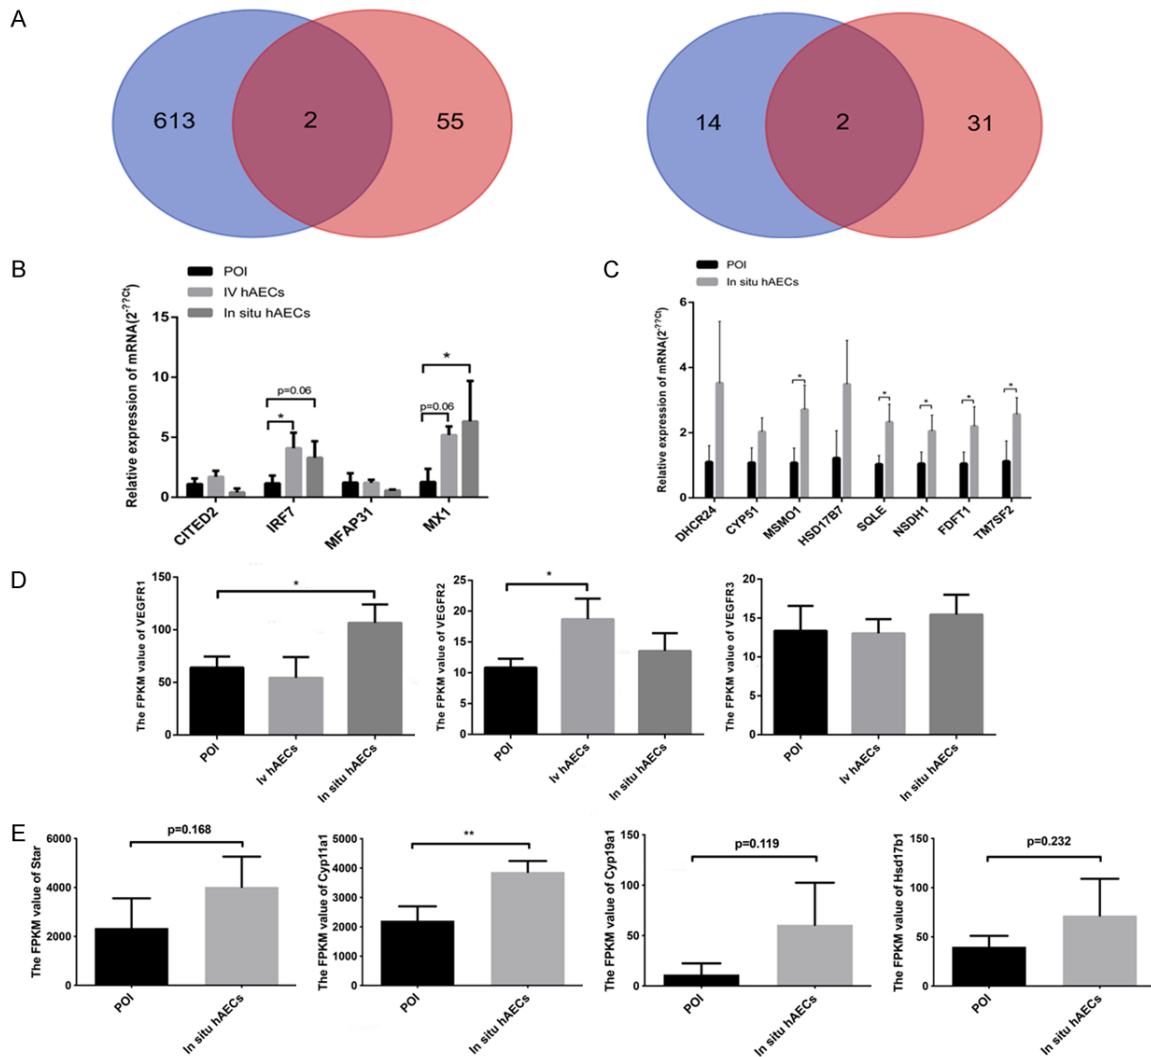 A
613
2
55
14
2
31
B
POI
IV hAECs
In situ hAECs
Relative expression of mRNA(2-??Ct)
15
10
5
0
p=0.06
*
*
p=0.06
CITED2
IRF7
MFAP31
MX1
C
POI
In situ hAECs
Relative expression of mRNA(2-??Ct)
6
4
2
0
*
*
*
*
*
DHCR24
CYP51
MSMO1
HSD17B7
SQLE
NSDH1
FDFT1
TM7SF2
D
The FPKM value of VEGFR1
150
100
50
0
*
POI
Iv hAECs
In situ hAECs
The FPKM value of VEGFR2
25
20
15
10
5
0
*
POI
Iv hAECs
In situ hAECs
The FPKM value of VEGFR3
20
15
10
5
0
POI
Iv hAECs
In situ hAECs
E
The FPKM value of Star
6000
4000
2000
0
p=0.168
POI
In situ hAECs
The FPKM value of Cyp11a1
5000
4000
3000
2000
1000
0
**
POI
In situ hAECs
The FPKM value of Cyp19a1
150
100
50
0
p=0.119
POI
In situ hAECs
The FPKM value of Hsd17b1
150
100
50
0
p=0.232
POI
In situ hAECs